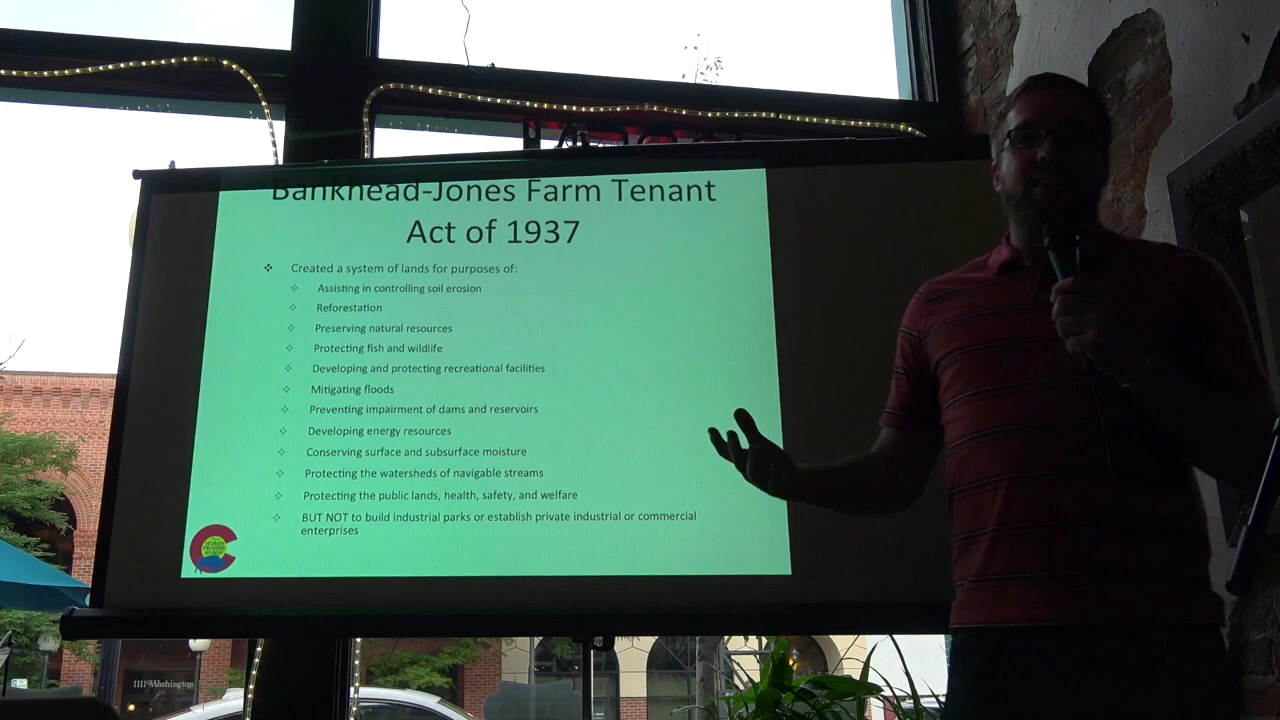 Bankhead-Jones Farm Tenant
Act of 1937
Created a system of lands for purposes of:
Assisting in controlling soil erosion
Reforestation
Preserving natural resources
Protecting fish and wildlife
Developing and protecting recreational facilities
Mitigating floods
Preventing impairment of dams and reservoirs
Developing energy resources
Conserving surface and subsurface moisture
Protecting the watersheds of navigable streams
Protecting the public lands, health, safety, and welfare
BUT NOT to build industrial parks or establish private industrial or commercial
enterprises
1111 Washington